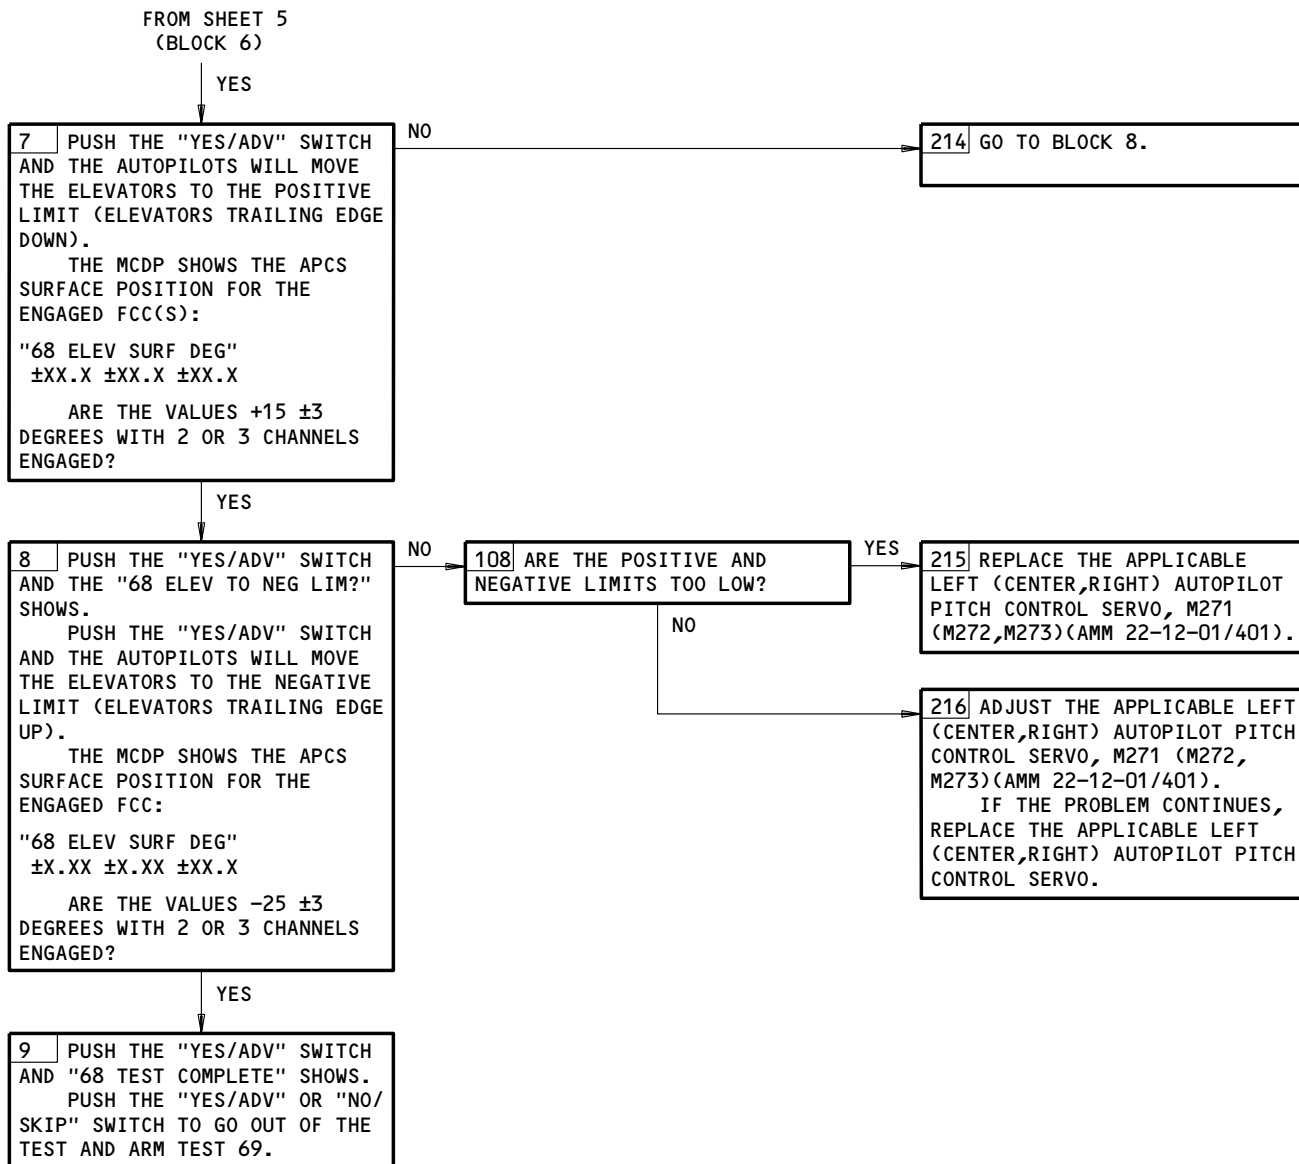 FROM SHEET 5
(BLOCK 6)
YES
7 PUSH THE "YES/ADV" SWITCH
AND THE AUTOPILOTS WILL MOVE
THE ELEVATORS TO THE POSITIVE
LIMIT (ELEVATORS TRAILING EDGE
DOWN).
THE MCDP SHOWS THE APCS
SURFACE POSITION FOR THE
ENGAGED FCC(S):
"68 ELEV SURF DEG"
±XX.X ±XX.X ±XX.X
ARE THE VALUES +15 ±3
DEGREES WITH 2 OR 3 CHANNELS
ENGAGED?
NO
214 GO TO BLOCK 8.
YES
8 PUSH THE "YES/ADV" SWITCH
AND THE "68 ELEV TO NEG LIM?"
SHOWS.
PUSH THE "YES/ADV" SWITCH
AND THE AUTOPILOTS WILL MOVE
THE ELEVATORS TO THE NEGATIVE
LIMIT (ELEVATORS TRAILING EDGE
UP).
THE MCDP SHOWS THE APCS
SURFACE POSITION FOR THE
ENGAGED FCC:
"68 ELEV SURF DEG"
±X.XX ±X.XX ±XX.X
ARE THE VALUES -25 ±3
DEGREES WITH 2 OR 3 CHANNELS
ENGAGED?
NO
108 ARE THE POSITIVE AND
NEGATIVE LIMITS TOO LOW?
YES
215 REPLACE THE APPLICABLE
LEFT (CENTER,RIGHT) AUTOPILOT
PITCH CONTROL SERVO, M271
(M272,M273)(AMM 22-12-01/401).
NO
216 ADJUST THE APPLICABLE LEFT
(CENTER,RIGHT) AUTOPILOT PITCH
CONTROL SERVO, M271 (M272,
M273)(AMM 22-12-01/401).
IF THE PROBLEM CONTINUES,
REPLACE THE APPLICABLE LEFT
(CENTER,RIGHT) AUTOPILOT PITCH
CONTROL SERVO.
YES
9 PUSH THE "YES/ADV" SWITCH
AND "68 TEST COMPLETE" SHOWS.
PUSH THE "YES/ADV" OR "NO/
SKIP" SWITCH TO GO OUT OF THE
TEST AND ARM TEST 69.